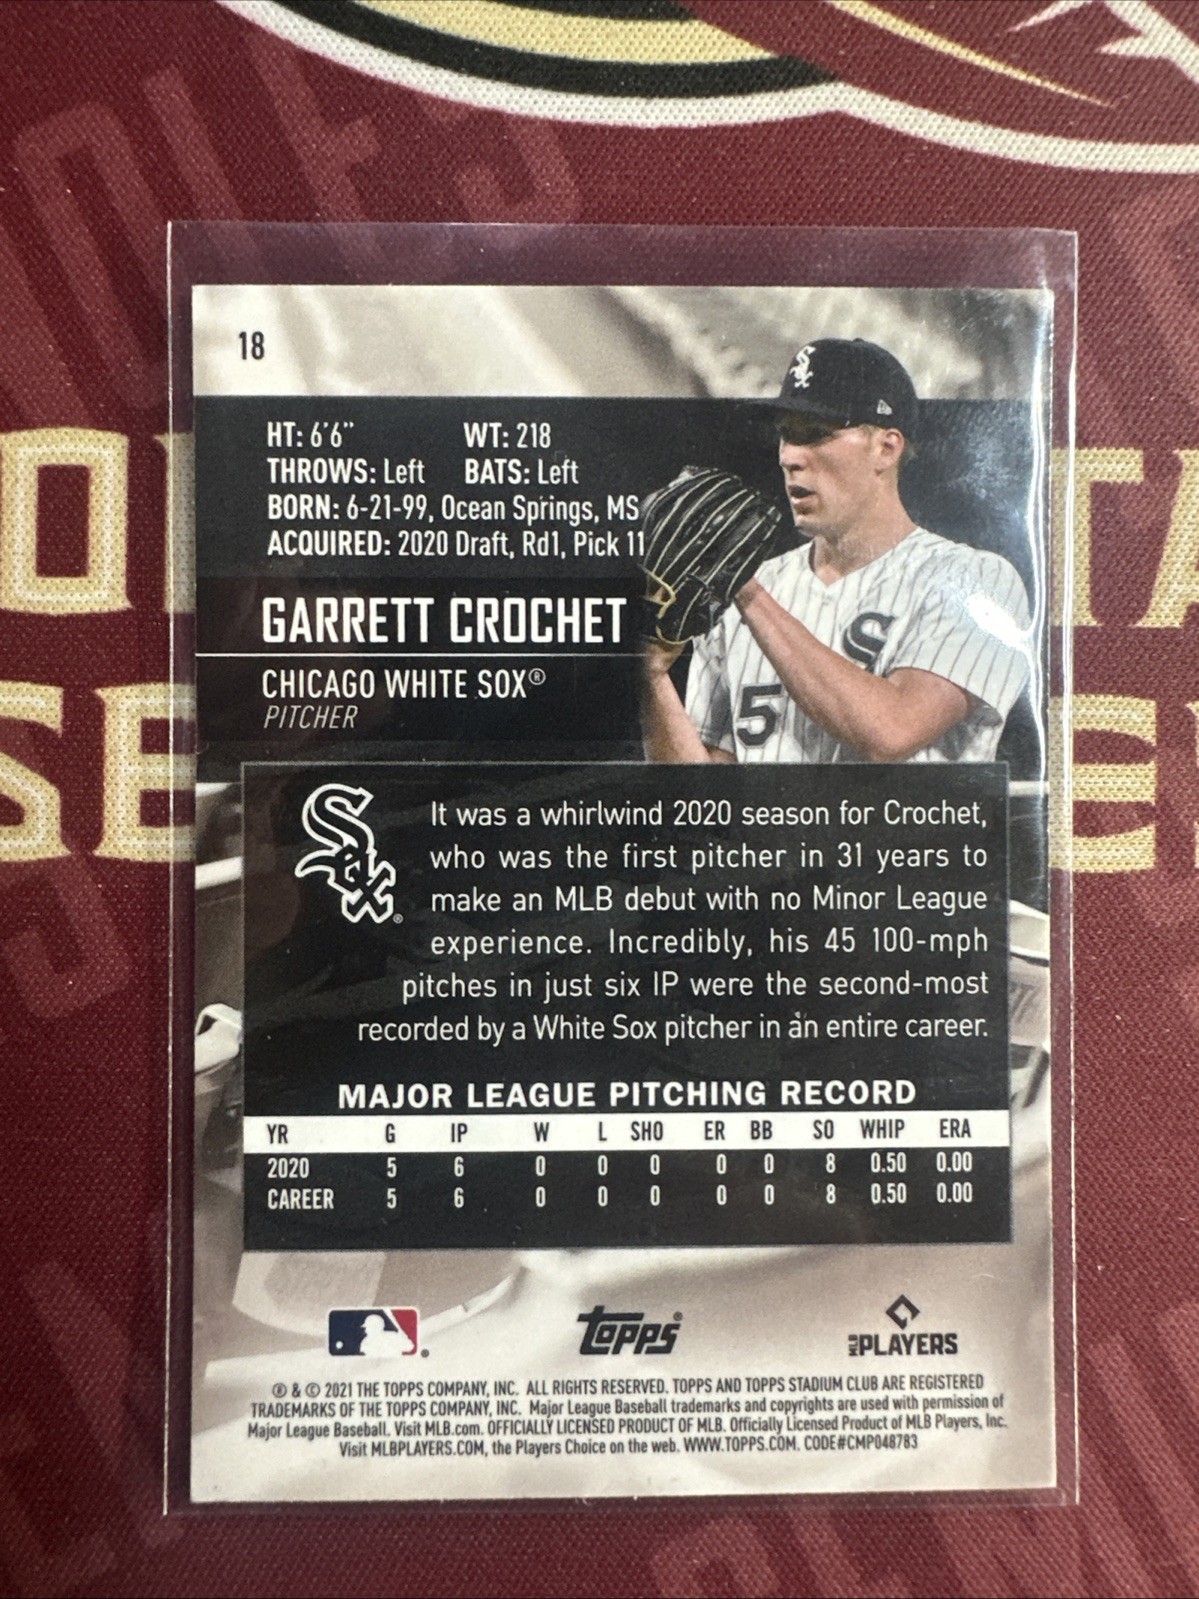 18
HT: 6'6" WT: 218
THROWS: Left BATS: Left
BORN: 6-21-99, Ocean Springs, MS
ACQUIRED: 2020 Draft, Rd1, Pick 11
GARRETT CROCHET
CHICAGO WHITE SOX®
PITCHER
Sox
S
5
Sox®
It was a whirlwind 2020 season for Crochet,
who was the first pitcher in 31 years to
make an MLB debut with no Minor League
experience. Incredibly, his 45 100-mph
pitches in just six IP were the second-most
recorded by a White Sox pitcher in an entire career.
MAJOR LEAGUE PITCHING RECORD
YR G IP W L SHO ER BB SO WHIP ERA
2020 5 6 0 0 0 0 0 8 0.50 0.00
CAREER 5 6 0 0 0 0 0 8 0.50 0.00
topps®
MLB PLAYERS
® & © 2021 THE TOPPS COMPANY, INC. ALL RIGHTS RESERVED. TOPPS AND TOPPS STADIUM CLUB ARE REGISTERED
TRADEMARKS OF THE TOPPS COMPANY, INC. Major League Baseball trademarks and copyrights are used with permission of
Major League Baseball. Visit MLB.com. OFFICIALLY LICENSED PRODUCT OF MLB. Officially Licensed Product of MLB Players, Inc.
Visit MLBPLAYERS.COM, the Players Choice on the web. WWW.TOPPS.COM. CODE#CMP048783